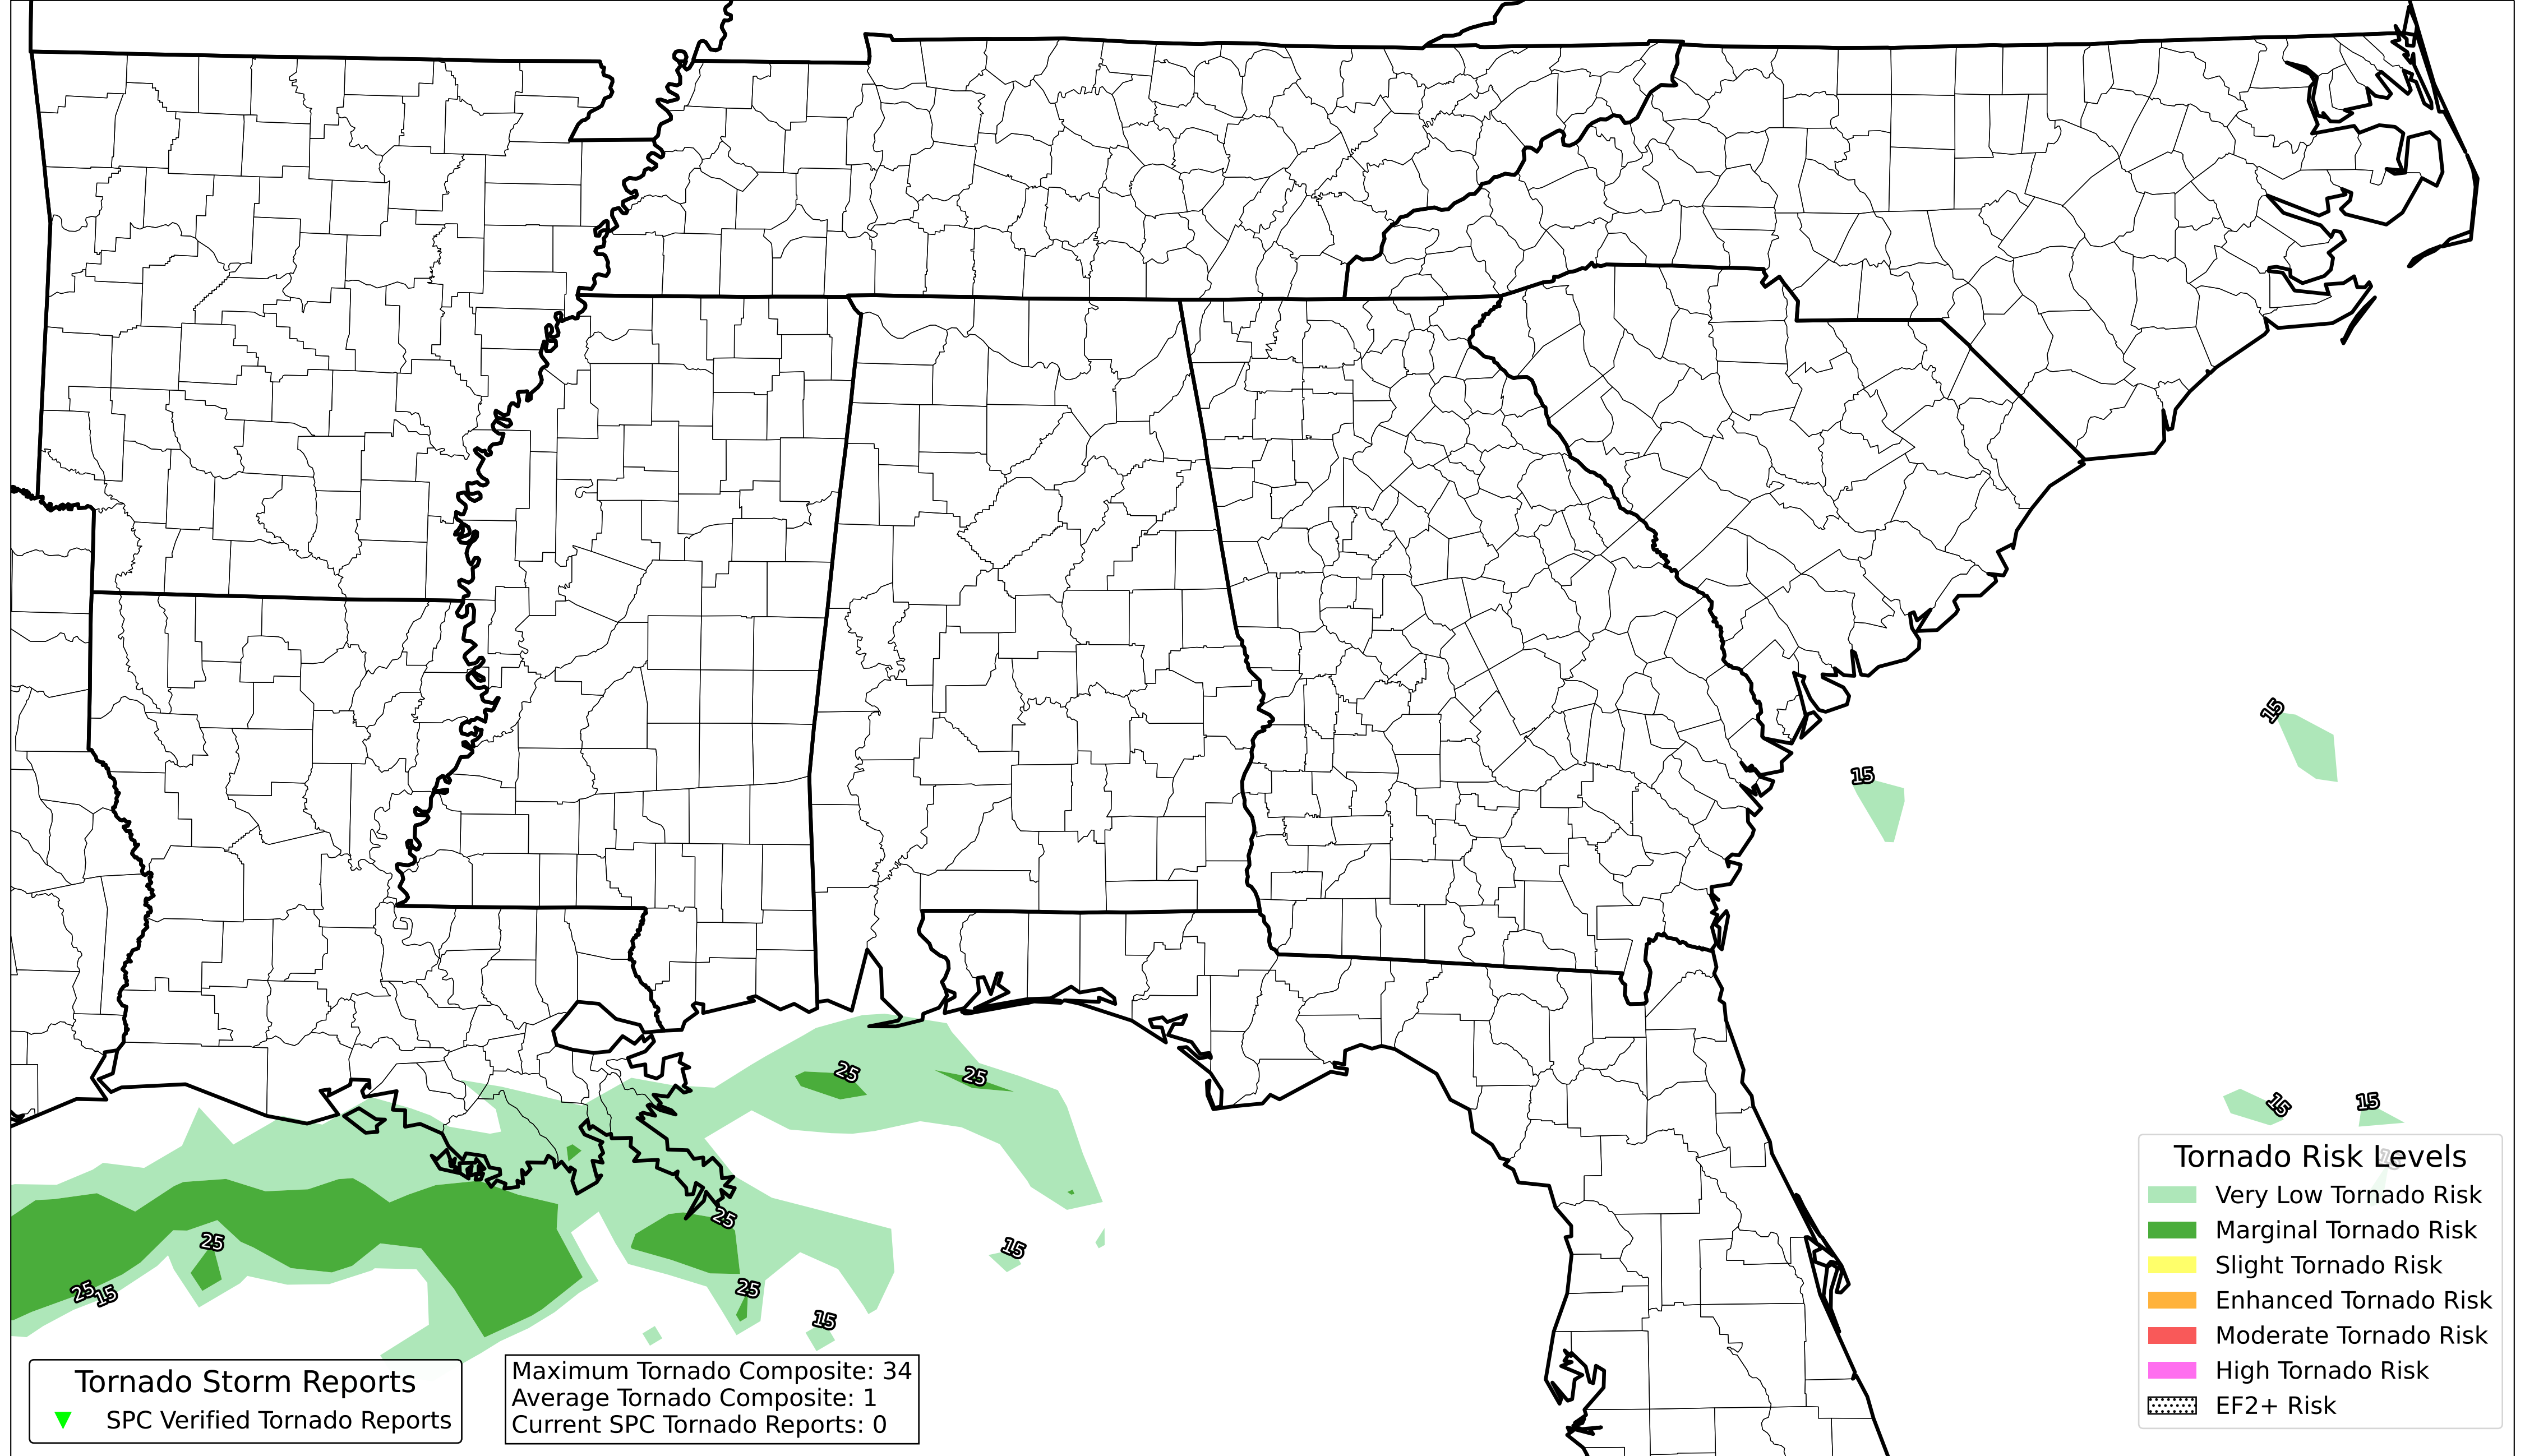 15
15
25
25
15
15
25
15
25
25
15
25
15
Tornado Risk Levels
Very Low Tornado Risk
Marginal Tornado Risk
Slight Tornado Risk
Enhanced Tornado Risk
Moderate Tornado Risk
High Tornado Risk
EF2+ Risk
Tornado Storm Reports
SPC Verified Tornado Reports
Maximum Tornado Composite: 34
Average Tornado Composite: 1
Current SPC Tornado Reports: 0